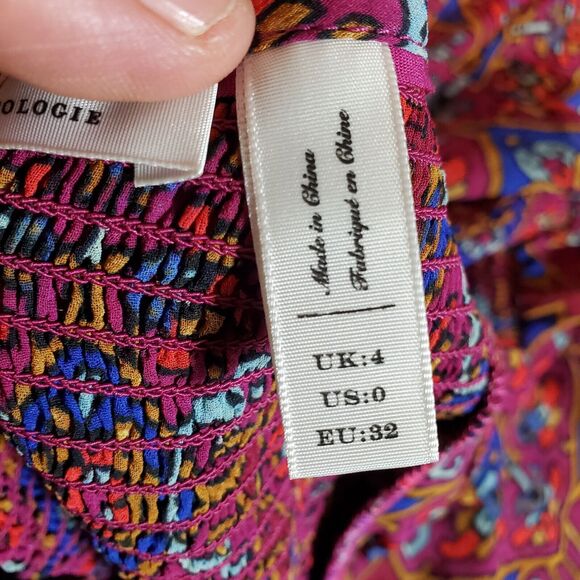 OLOGIE
Made in China
Fabriqué en Chine
UK:4
US:0
EU:32